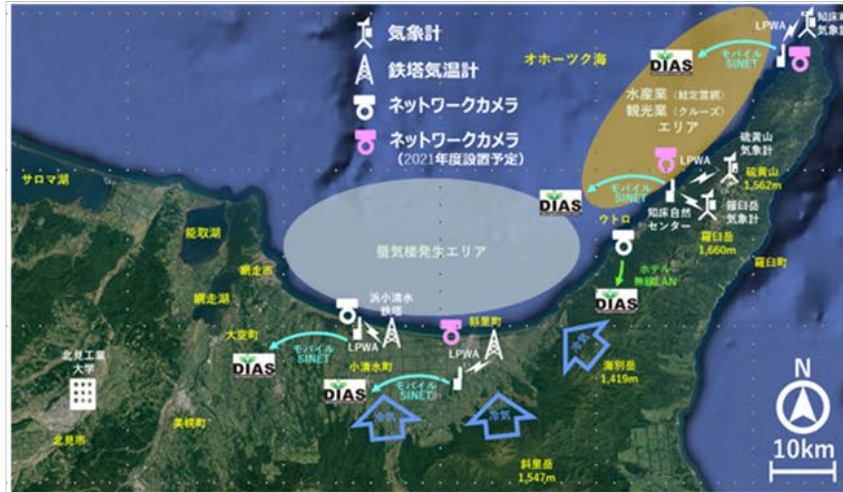 気象計
鉄塔気温計
ネットワークカメラ
ネットワークカメラ
(2021年度設置予定)
オホーツク海
DIAS
モバイル
SINET
LPWA
気象計
水産業(鮭定置網)
観光業(クルーズ)
エリア
LPWA
硫黄山
気象計
硫黄山
1,562m
DIAS
モバイル
SINET
知床自然
センター
羅臼岳
気象計
羅臼岳
1,660m
羅臼町
ウトロ
ホテル
無線LAN
DIAS
サロマ湖
能取湖
網走市
網走湖
蜃気楼発生エリア
浜小清水
鉄塔
LPWA
モバイル
SINET
DIAS
大空町
小清水町
斜里町
LPWA
モバイル
SINET
DIAS
冷気
冷気
冷気
海別岳
1,419m
北見工業
大学
北見市
美幌町
斜里岳
1,547m
N
10km